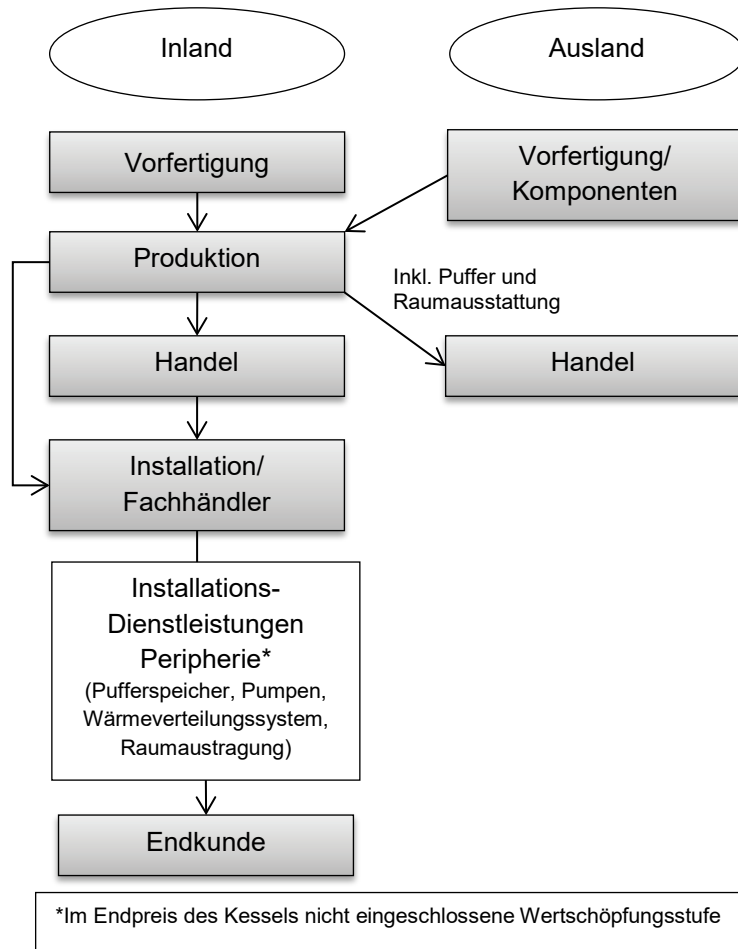 Inland
Ausland
Vorfertigung
Vorfertigung/
Komponenten
Produktion
Inkl. Puffer und
Raumausstattung
Handel
Handel
Installation/
Fachhändler
Installations-
Dienstleistungen
Peripherie*
(Pufferspeicher, Pumpen,
Wärmeverteilungssystem,
Raumaustragung)
Endkunde
*Im Endpreis des Kessels nicht eingeschlossene Wertschöpfungsstufe